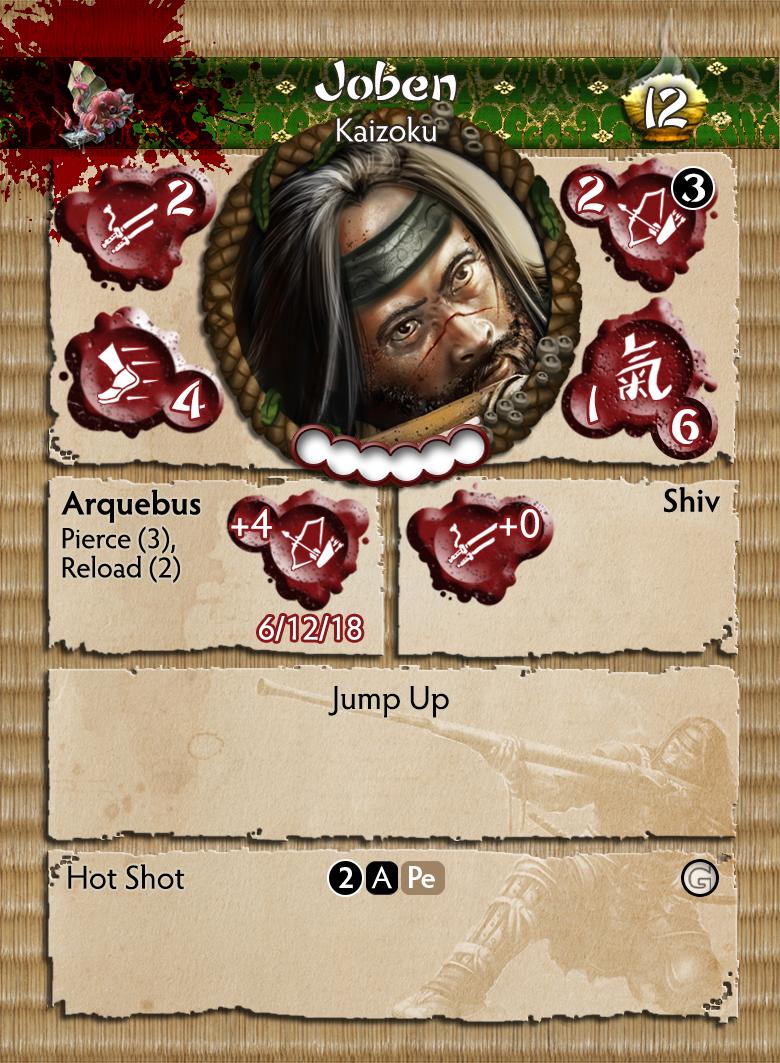 Joben
12
Kaizoku
2
2
3
4
氣
1
6
Arquebus
Pierce (3),
Reload (2)
+4
6/12/18
+0
Shiv
Jump Up
Hot Shot
2 A Pe
G